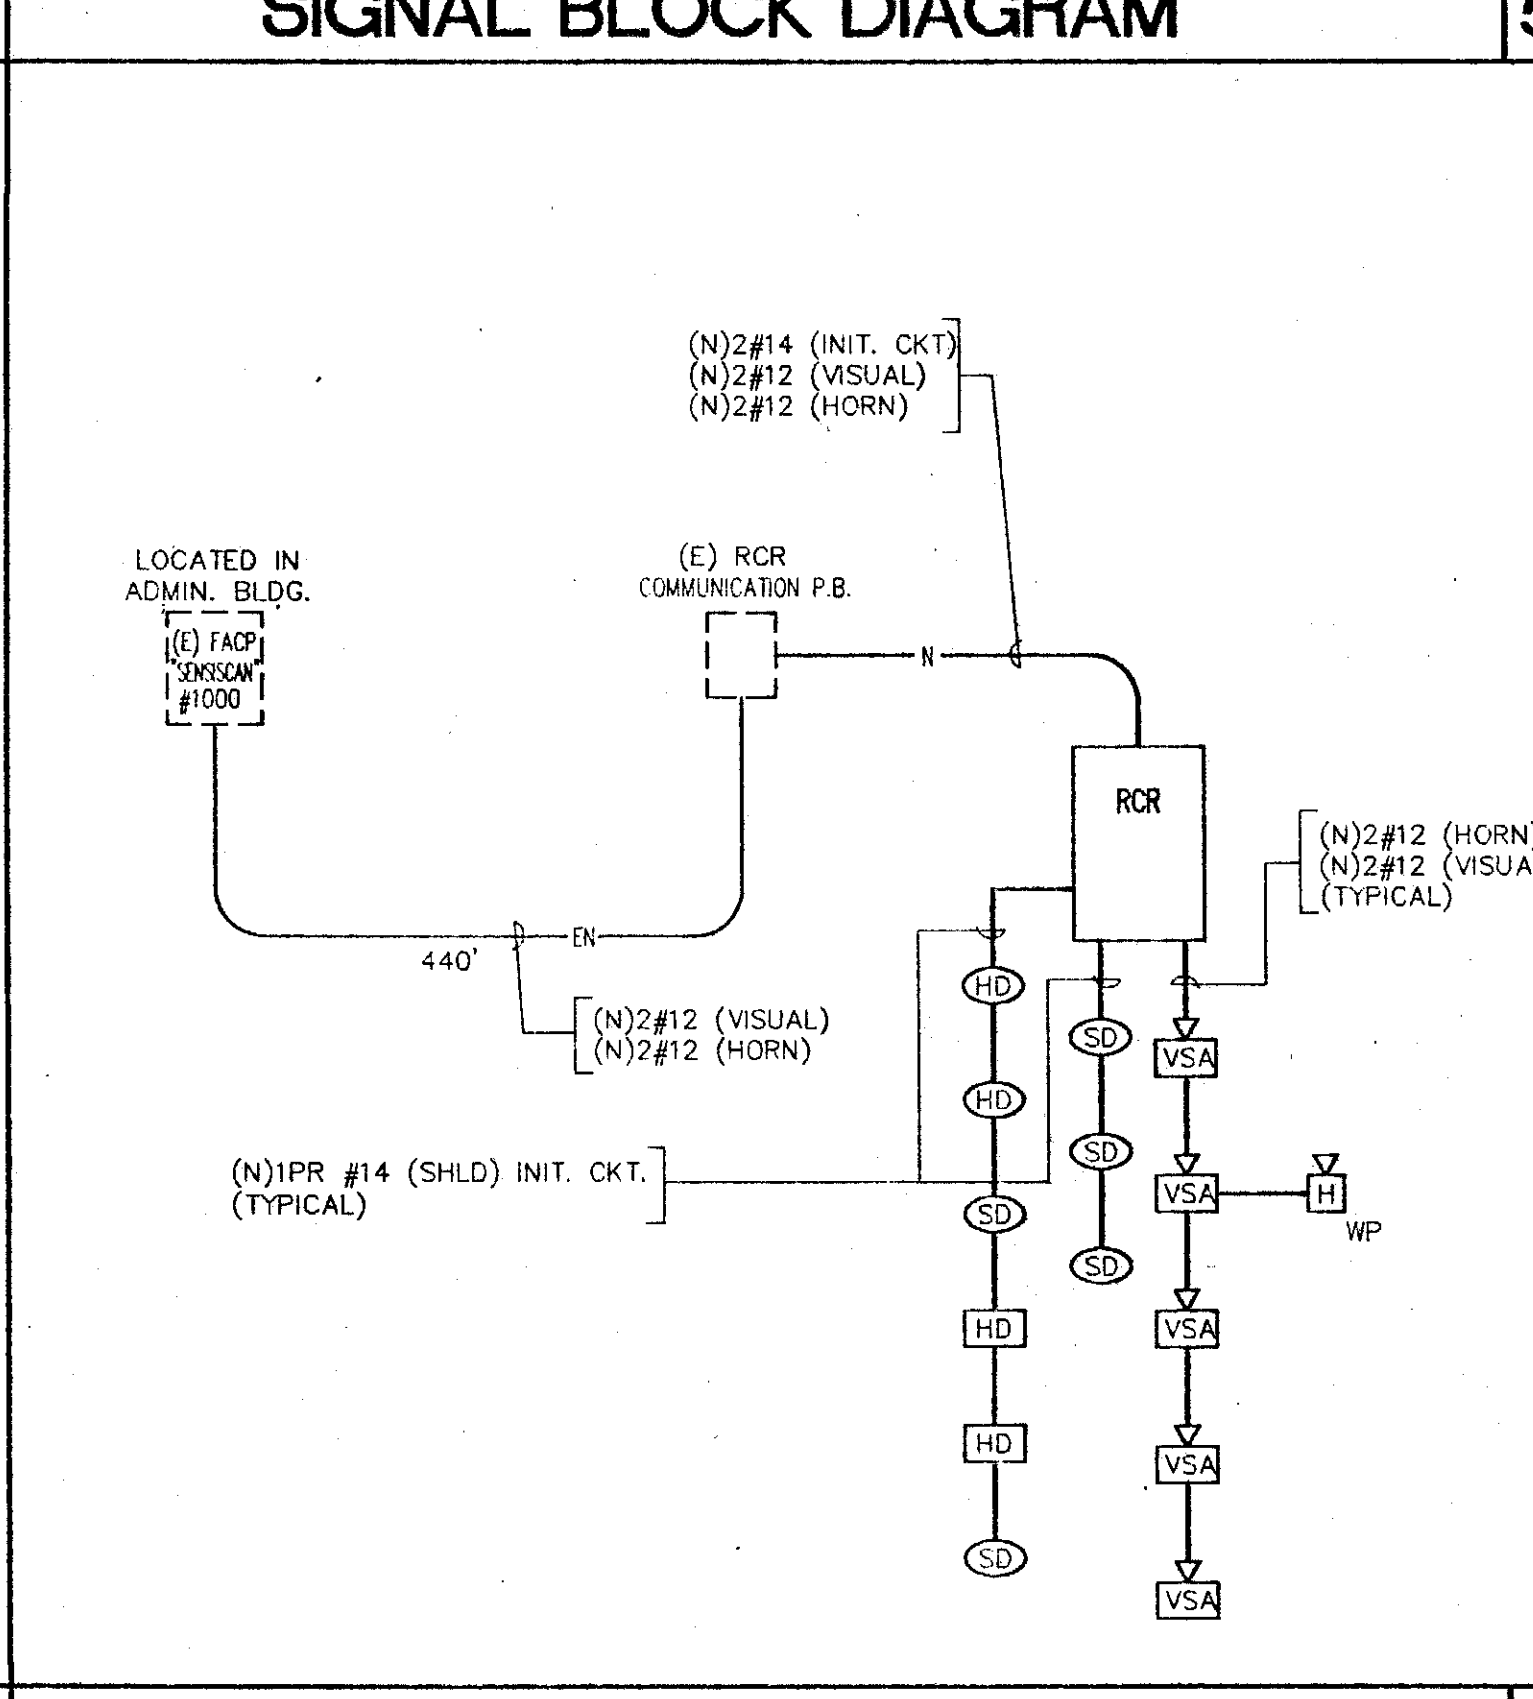 SIGNAL BLOCK DIAGRAM
(N)2#14 (INIT. CKT)
(N)2#12 (VISUAL)
(N)2#12 (HORN)
LOCATED IN
ADMIN. BLDG.
(E) FACP
"SENSISCAN"
#1000
(E) RCR
COMMUNICATION P.B.
N
RCR
(N)2#12 (HORN)
(N)2#12 (VISUA
(TYPICAL)
EN
440'
(N)2#12 (VISUAL)
(N)2#12 (HORN)
HD
SD
VSA
HD
SD
(N)1PR #14 (SHLD) INIT. CKT.
(TYPICAL)
VSA
H
WP
SD
SD
HD
VSA
HD
VSA
SD
VSA